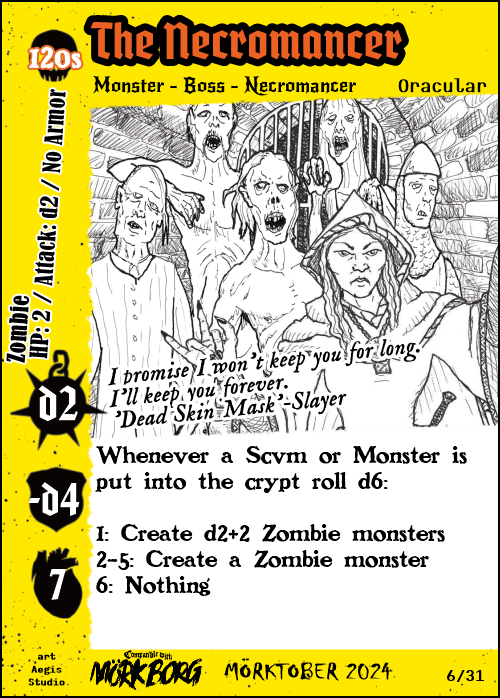 120s
The Necromancer
Monster - Boss - Necromancer
Oracular
Zombie
HP: 2 / Attack: d2 / No Armor
I promise I won't keep you for long.
I'll keep you forever.
'Dead Skin Mask'-Slayer
2
d2
-d4
7
Whenever a Scvm or Monster is
put into the crypt roll d6:
1: Create d2+2 Zombie monsters
2-5: Create a Zombie monster
6: Nothing
art
Aegis
Studio
Compatible with
MÖRK BORG
MÖRKTOBER 2024
6/31